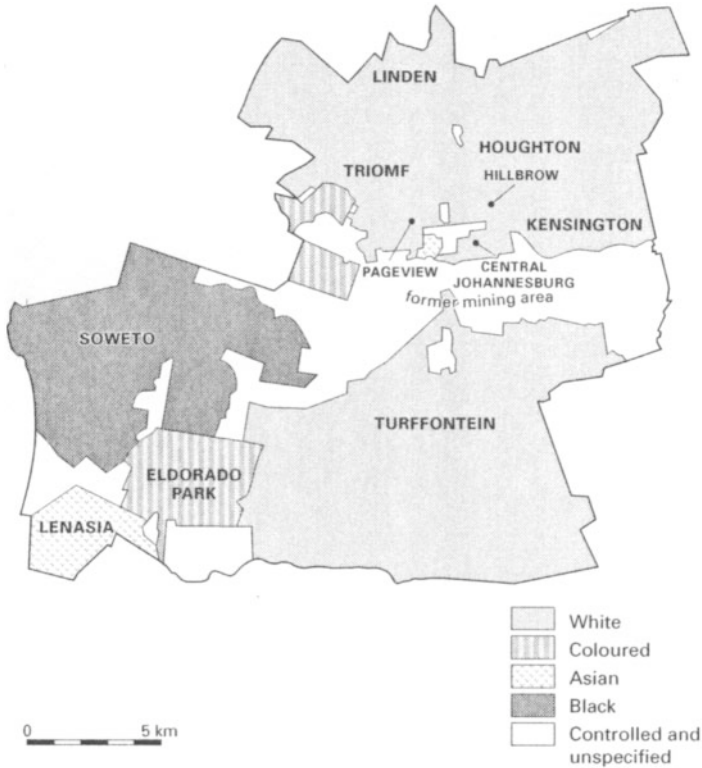 LINDEN
HOUGHTON
TRIOMF
HILLBROW
KENSINGTON
PAGEVIEW
CENTRAL
JOHANNESBURG
former mining area
SOWETO
TURFFONTEIN
ELDORADO
PARK
LENASIA
White
Coloured
Asian
Black
Controlled and
unspecified
0 5 km